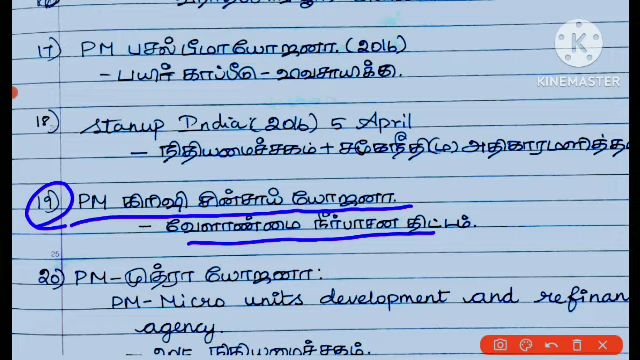 17) PM பசல் பீமா யோஜனா. (2016)
- பயிர் காப்பீடு - விவசாயிக்கு.
KINEMASTER
18) Stanup India (2016) 5 April
- நிதியமைச்சகம் + சமூகநீதி (ம) அதிகாரமளித்த
19) PM கிரிஷி சின்சாய் யோஜனா.
- வேளாண்மை நீர்பாசன திட்டம்.
20) PM - முத்ரா யோஜனா:
PM-Micro units development and refinan
agency.
நிதியமைச்சகம்.